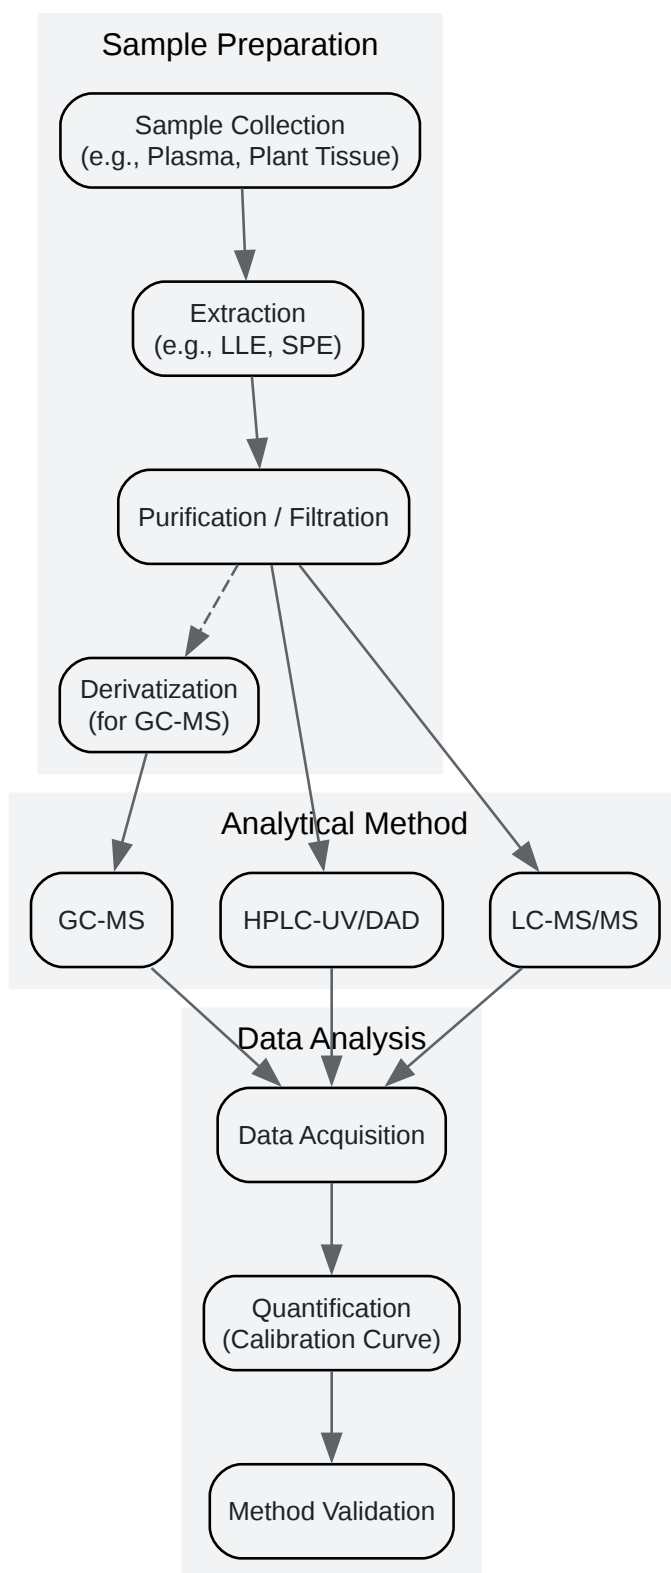 Sample Preparation
Sample Collection
(e.g., Plasma, Plant Tissue)
Extraction
(e.g., LLE, SPE)
Purification / Filtration
Derivatization
(for GC-MS)
Analytical Method
GC-MS
HPLC-UV/DAD
LC-MS/MS
Data Analysis
Data Acquisition
Quantification
(Calibration Curve)
Method Validation